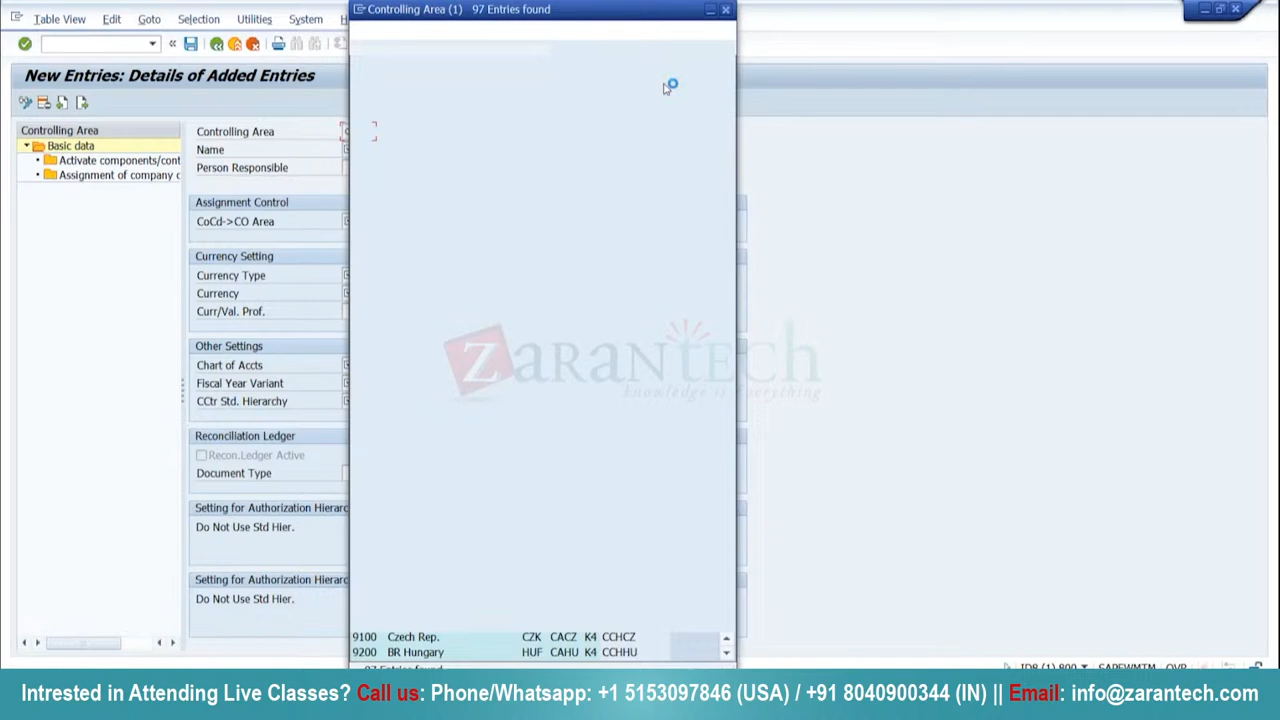 Controlling Area (1)   97 Entries found
Table View   Edit   Goto   Selection   Utilities   System   H
New Entries: Details of Added Entries
Controlling Area
Basic data
Activate components/cont
Assignment of company c
Controlling Area
Name
Person Responsible
Assignment Control
CoCd->CO Area
Currency Setting
Currency Type
Currency
Curr/Val. Prof.
Other Settings
Chart of Accts
Fiscal Year Variant
CCtr Std. Hierarchy
Reconciliation Ledger
Recon.Ledger Active
Document Type
Setting for Authorization Hierarc
Do Not Use Std Hier.
Setting for Authorization Hierarc
Do Not Use Std Hier.
ZaranTech
knowledge is Everything
9100 Czech Rep. CZK CACZ K4 CCHCZ
9200 BR Hungary HUF CAHU K4 CCHHU
97 Entries found
Intrested in Attending Live Classes? Call us: Phone/Whatsapp: +1 5153097846 (USA) / +91 8040900344 (IN) || Email: info@zarantech.com